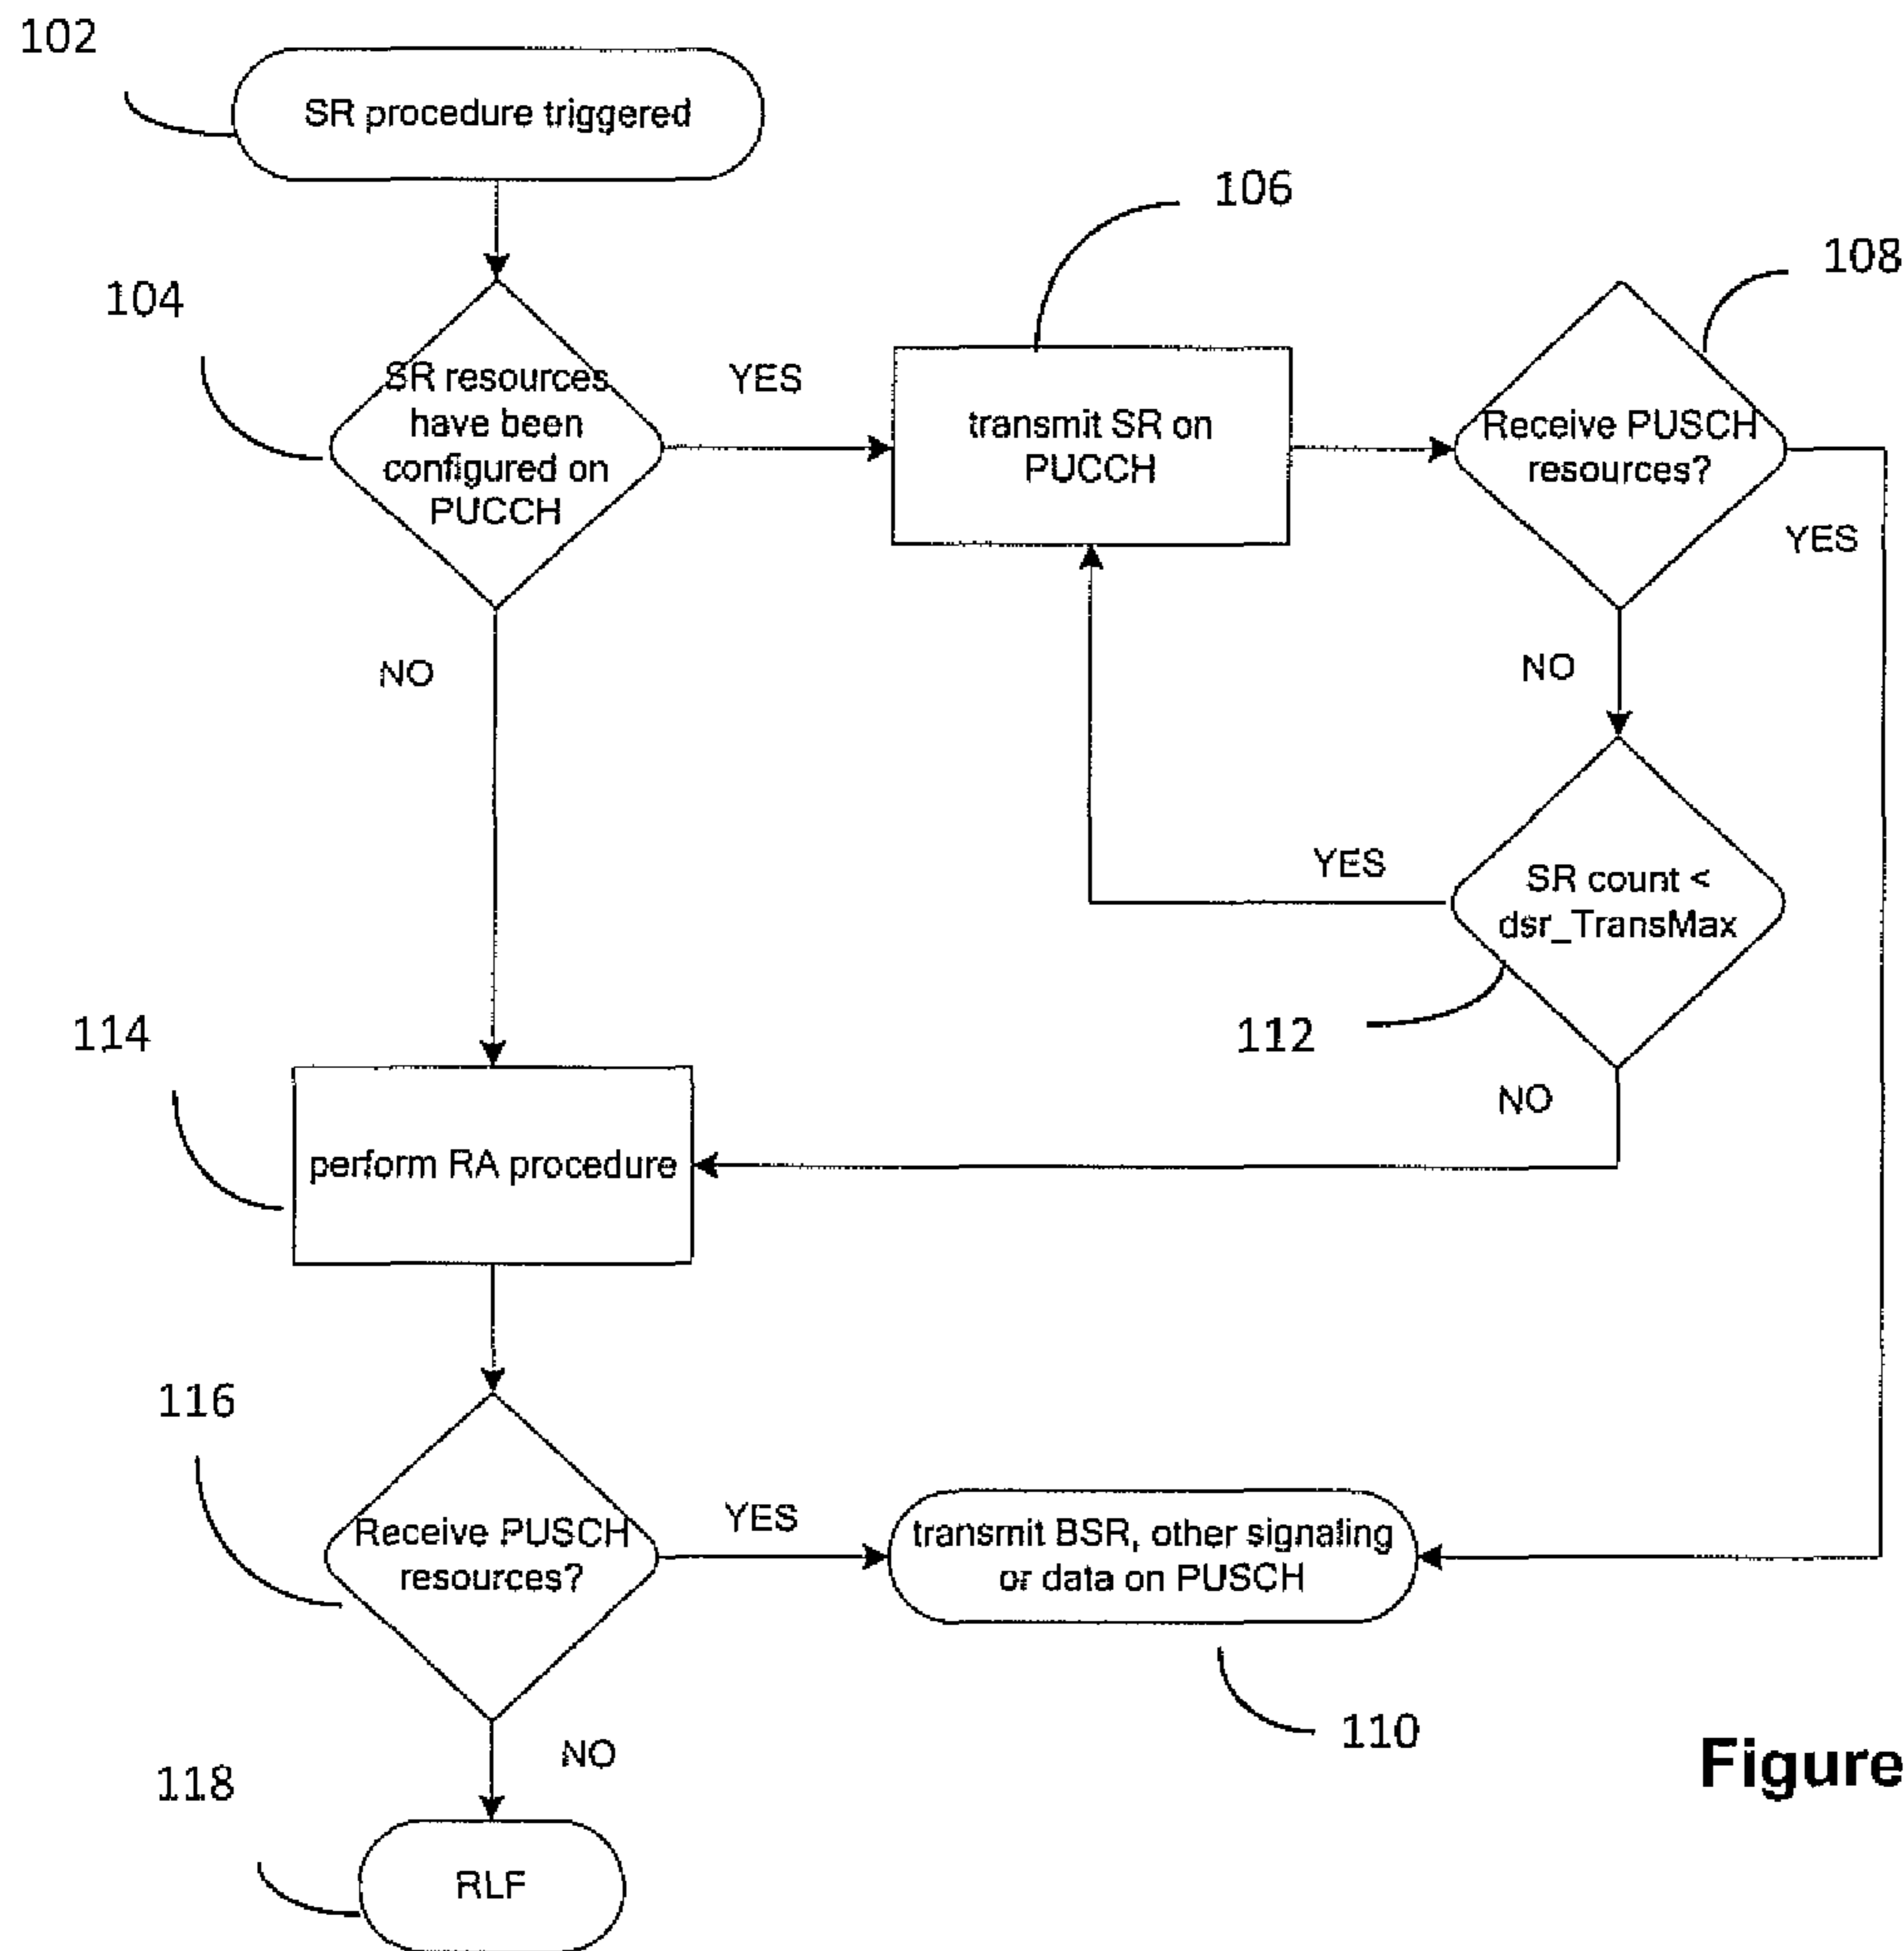 102
SR procedure triggered
106
108
104
SR resources
have been
configured on
PUCCH
YES
transmit SR on
PUCCH
Receive PUSCH
resources?
YES
NO
NO
YES
SR count <
dsr_TransMax
112
NO
114
perform RA procedure
116
Receive PUSCH
resources?
YES
transmit BSR, other signaling
or data on PUSCH
110
NO
Figure
118
RLF